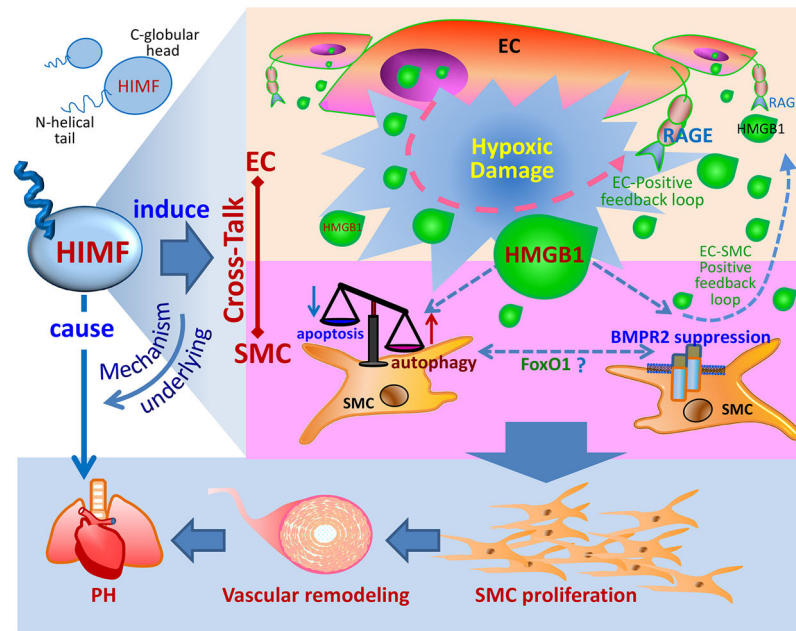 C-globular
head
HIMF
N-helical
tail
HIMF
induce
cause
Mechanism
underlying
EC
Cross-Talk
SMC
EC
Hypoxic
Damage
RAGE
RAG
HMGB1
EC-Positive
feedback loop
HMGB1
HMGB1
EC-SMC
Positive
feedback
loop
apoptosis
autophagy
SMC
FoxO1 ?
BMPR2 suppression
SMC
PH
Vascular remodeling
SMC proliferation